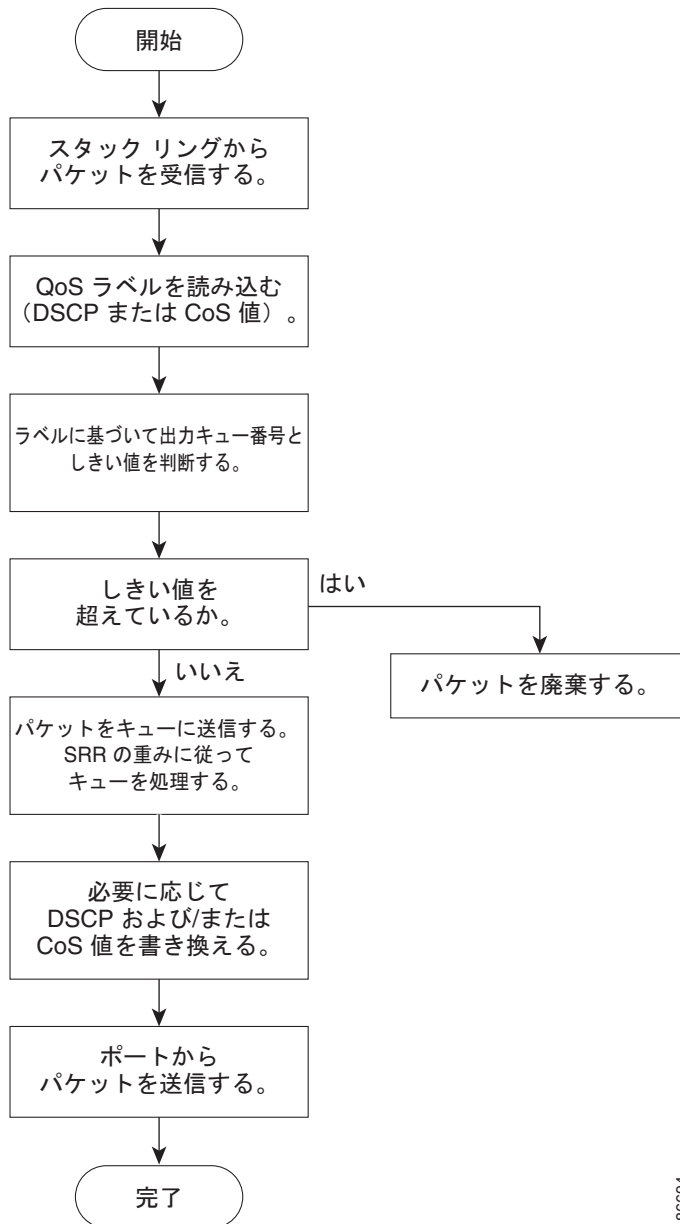 開始
スタック リングから
パケットを受信する。
QoS ラベルを読み込む
（DSCP または CoS 値）。
ラベルに基づいて出力キュー番号と
しきい値を判断する。
しきい値を
超えているか。
はい
いいえ
パケットを廃棄する。
パケットをキューに送信する。
SRR の重みに従って
キューを処理する。
必要に応じて
DSCP および/または
CoS 値を書き換える。
ポートから
パケットを送信する。
完了